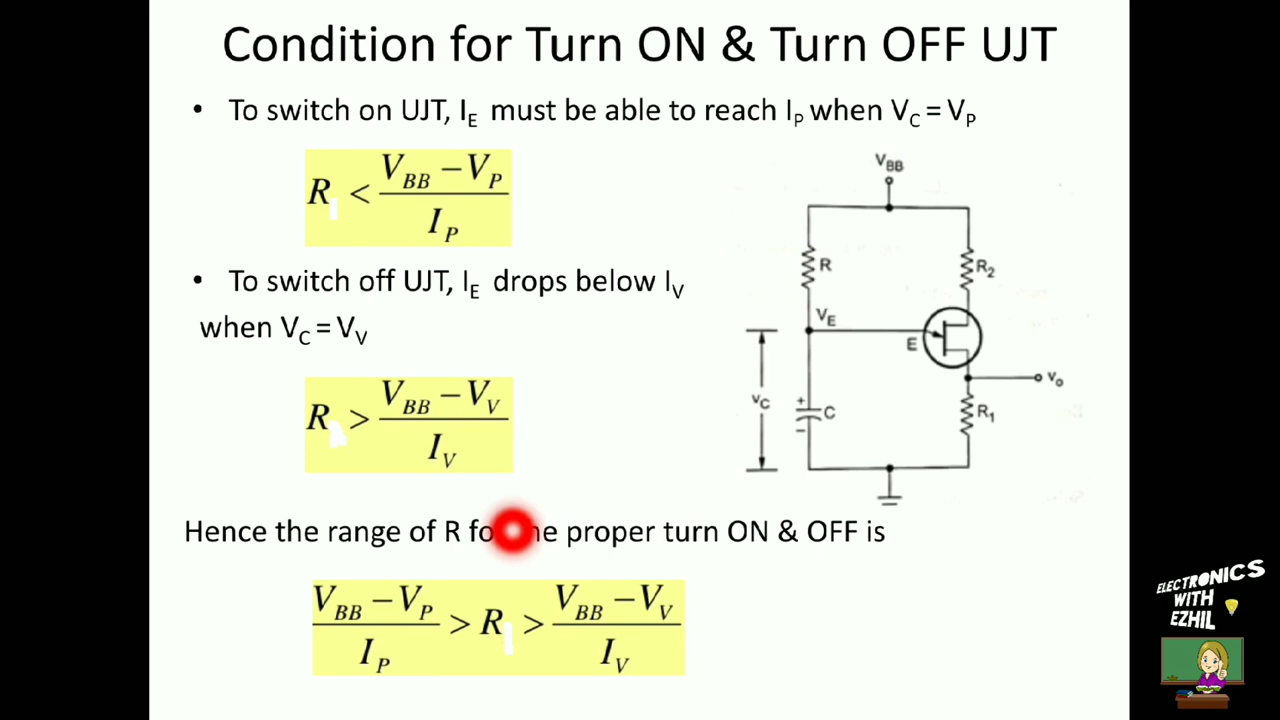 Condition for Turn ON & Turn OFF UJT
• To switch on UJT, I_E must be able to reach I_P when V_C = V_P
R < (V_BB − V_P) / I_P
• To switch off UJT, I_E drops below I_V
when V_C = V_V
R > (V_BB − V_V) / I_V
Hence the range of R proper turn ON & OFF is
(V_BB − V_P) / I_P > R > (V_BB − V_V) / I_V
V_BB
R
R_2
V_E
E
v_o
v_C
+
C
−
R_1
ELECTRONICS
WITH
EZHIL